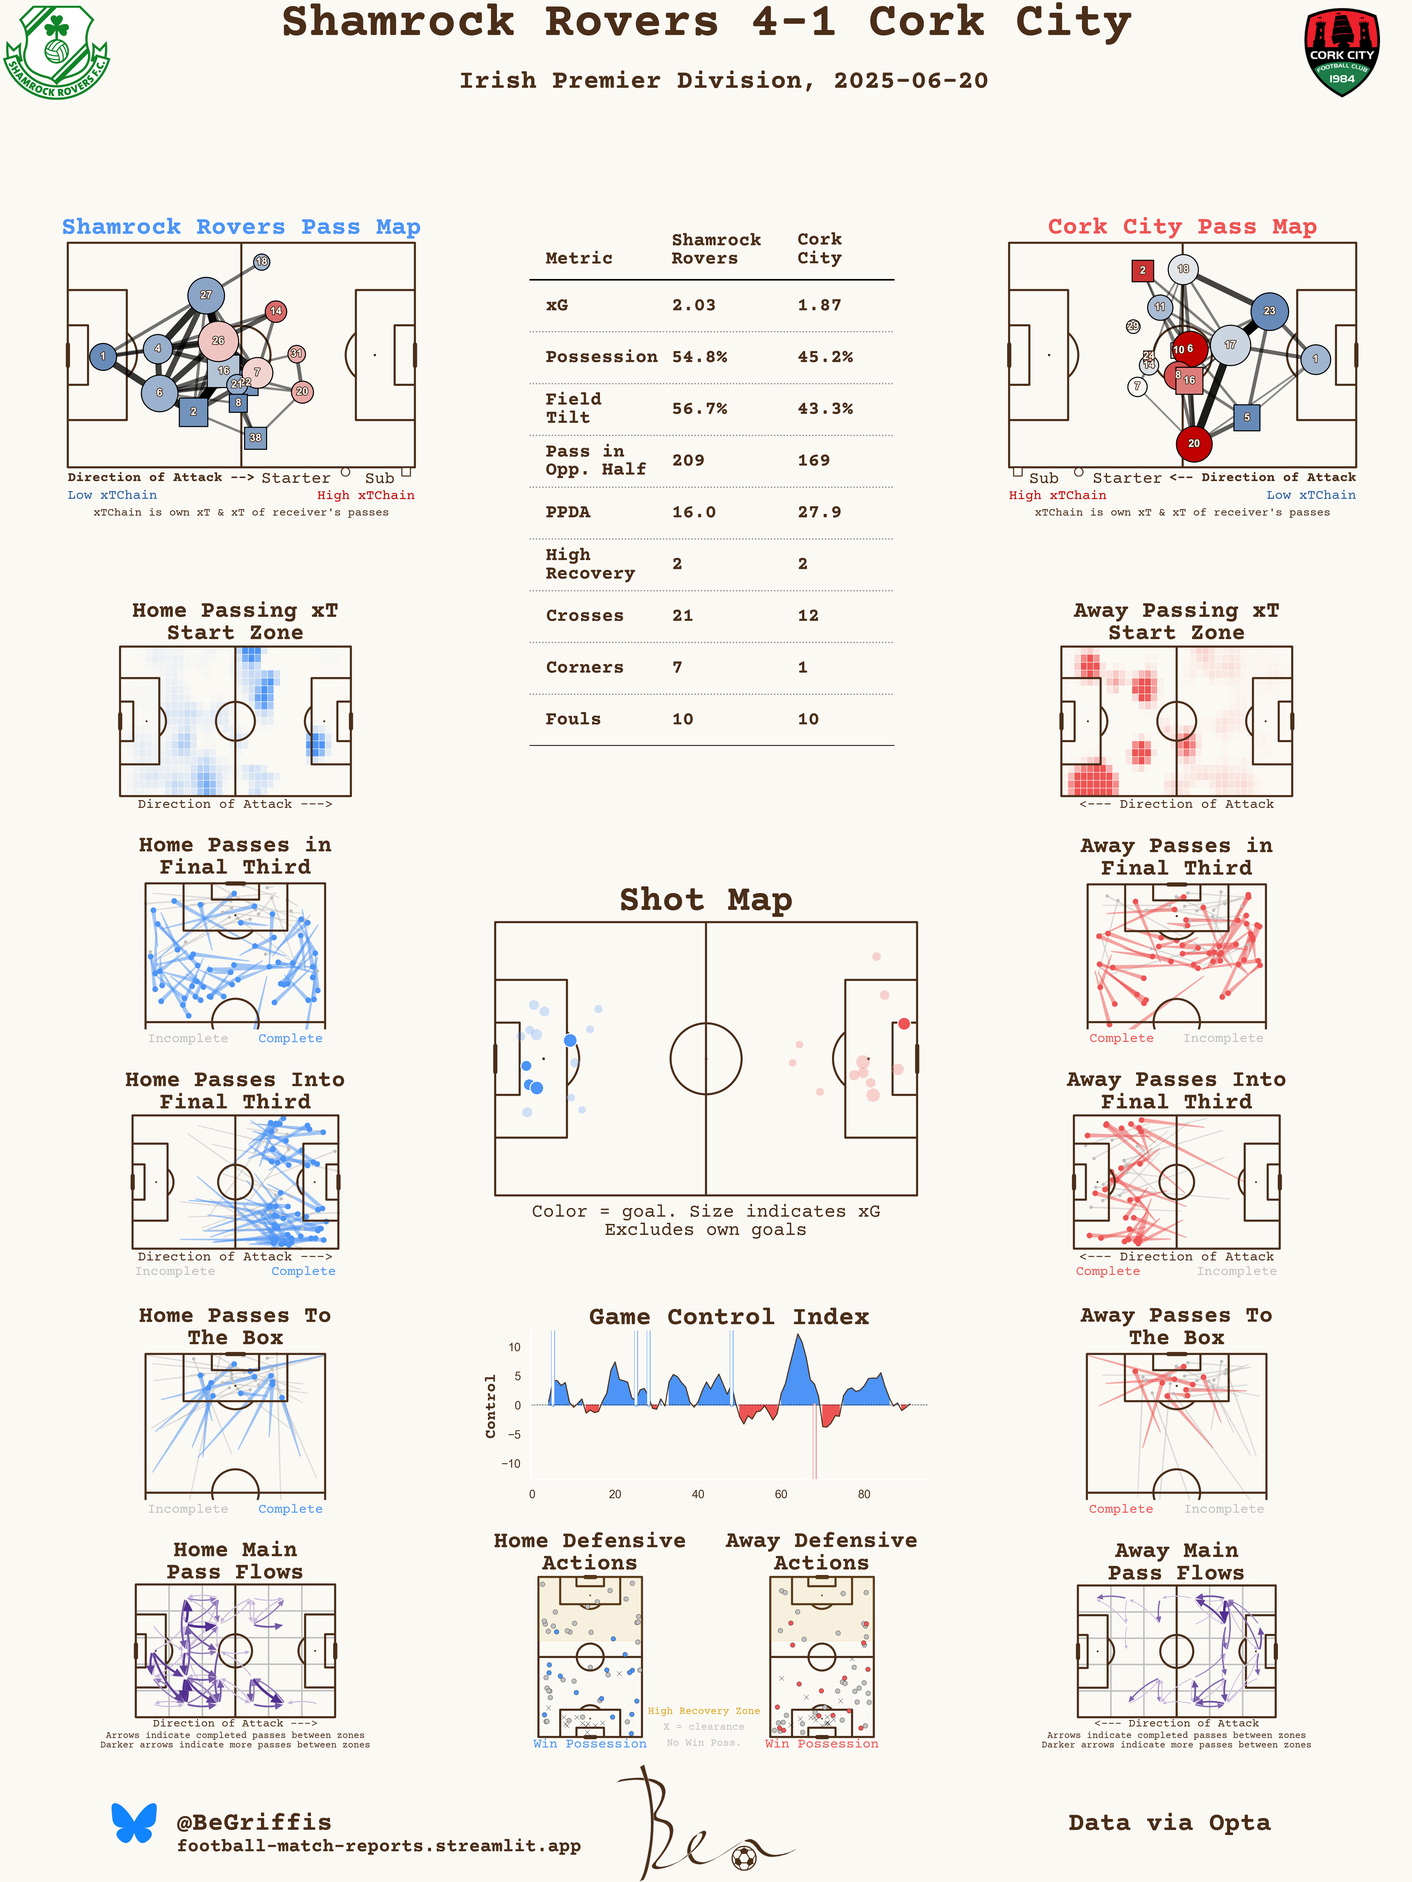 Shamrock Rovers 4-1 Cork City
Irish Premier Division, 2025-06-20
SHAMROCK ROVERS F.C.
CORK CITY
FOOTBALL CLUB
1984
Shamrock Rovers Pass Map
18
27
14
26
4
1
31
16
7
21
22
6
20
8
2
38
Direction of Attack --> Starter Sub
Low xTChain High xTChain
xTChain is own xT & xT of receiver's passes
Metric Shamrock Rovers Cork City
xG 2.03 1.87
Possession 54.8% 45.2%
Field Tilt 56.7% 43.3%
Pass in Opp. Half 209 169
PPDA 16.0 27.9
High Recovery 2 2
Crosses 21 12
Corners 7 1
Fouls 10 10
Cork City Pass Map
2
18
11
23
29
17
10
6
24
14
1
8
16
7
5
20
Sub Starter <-- Direction of Attack
High xTChain Low xTChain
xTChain is own xT & xT of receiver's passes
Home Passing xT
Start Zone
Direction of Attack --->
Away Passing xT
Start Zone
<--- Direction of Attack
Home Passes in
Final Third
Incomplete Complete
Away Passes in
Final Third
Complete Incomplete
Shot Map
Color = goal. Size indicates xG
Excludes own goals
Home Passes Into
Final Third
Direction of Attack --->
Incomplete Complete
Away Passes Into
Final Third
<--- Direction of Attack
Complete Incomplete
Home Passes To
The Box
Incomplete Complete
Game Control Index
Control
10
5
0
−5
−10
0 20 40 60 80
Away Passes To
The Box
Complete Incomplete
Home Main
Pass Flows
Direction of Attack --->
Arrows indicate completed passes between zones
Darker arrows indicate more passes between zones
Home Defensive
Actions
Win Possession
High Recovery Zone
X = clearance
No Win Poss.
Away Defensive
Actions
Win Possession
Away Main
Pass Flows
<--- Direction of Attack
Arrows indicate completed passes between zones
Darker arrows indicate more passes between zones
@BeGriffis
football-match-reports.streamlit.app
Ben
Data via Opta